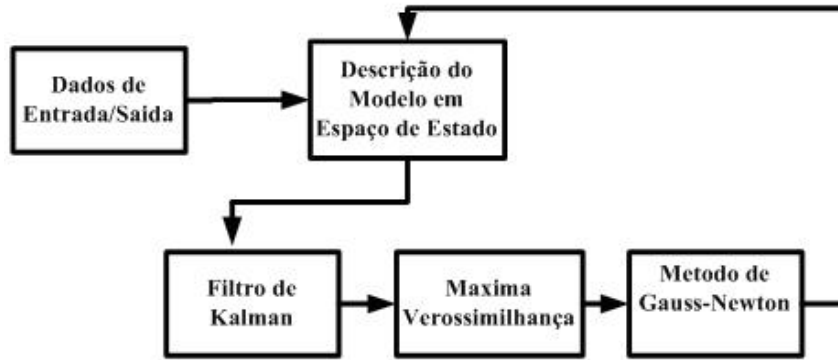 Dados de
Entrada/Saida
Descrição do
Modelo em
Espaço de Estado
Filtro de
Kalman
Maxima
Verossimilhança
Metodo de
Gauss-Newton